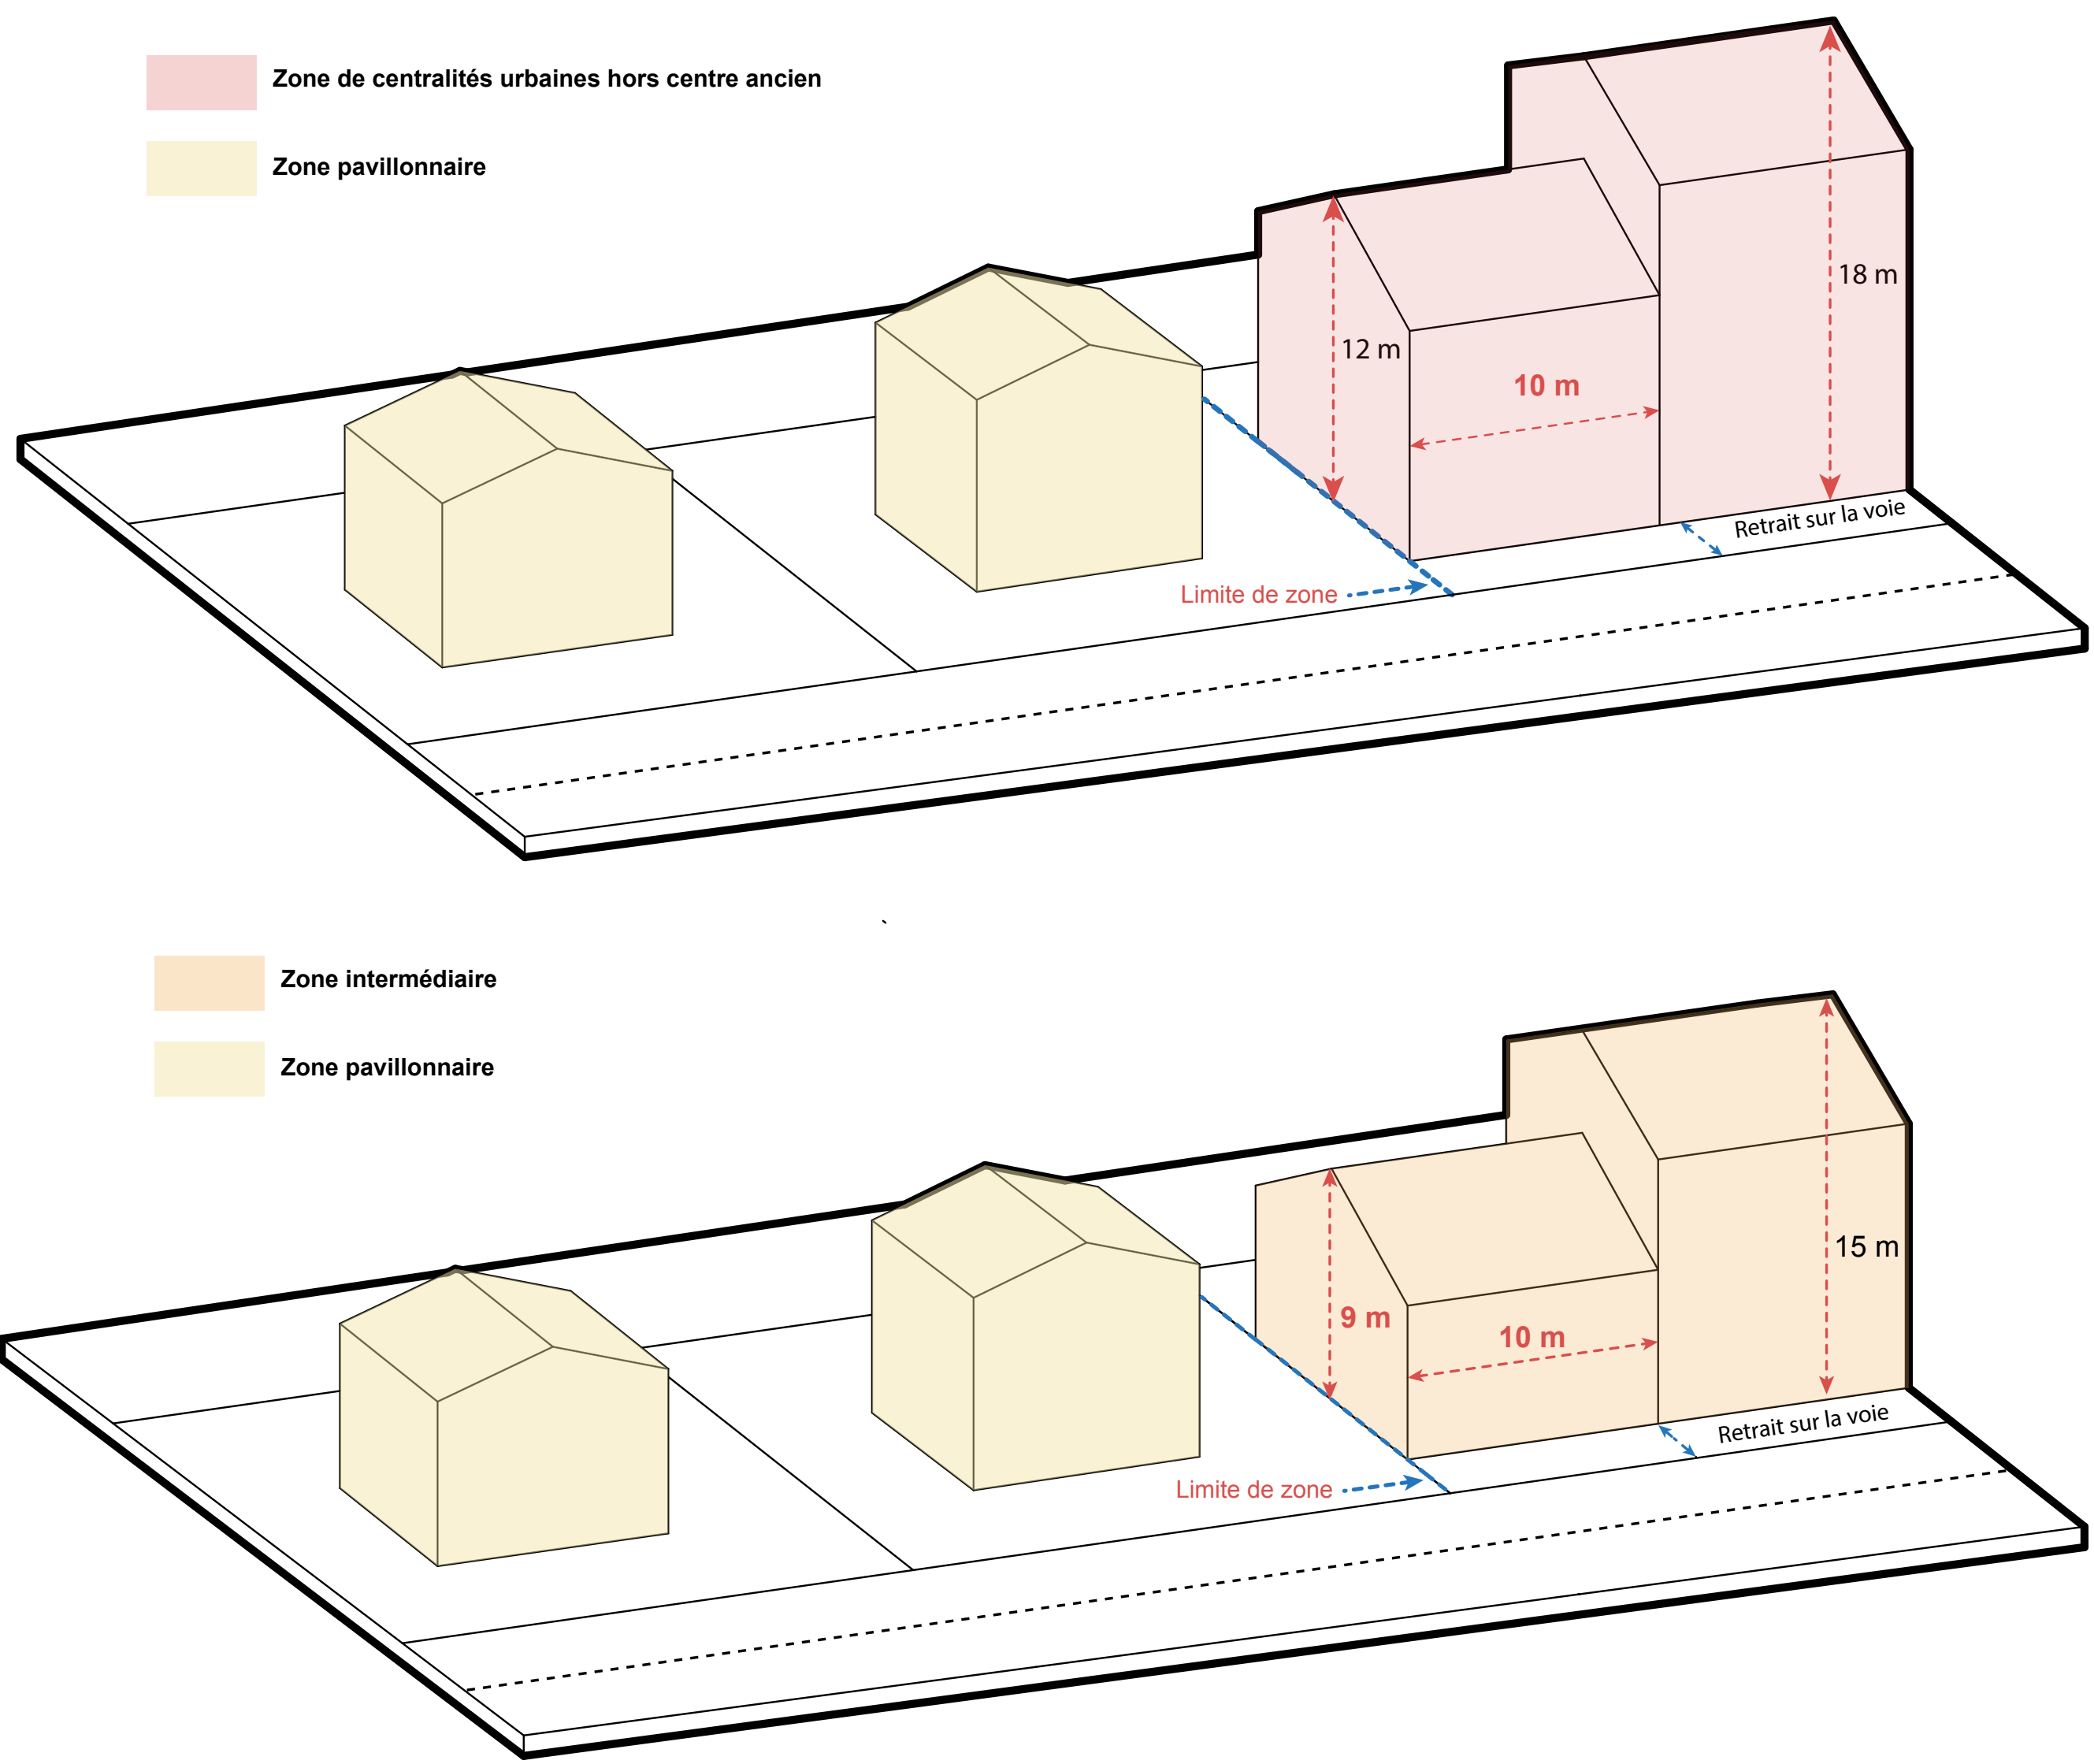 Zone de centralités urbaines hors centre ancien
Zone pavillonnaire
18 m
12 m
10 m
Retrait sur la voie
Limite de zone
Zone intermédiaire
Zone pavillonnaire
15 m
9 m
10 m
Retrait sur la voie
Limite de zone